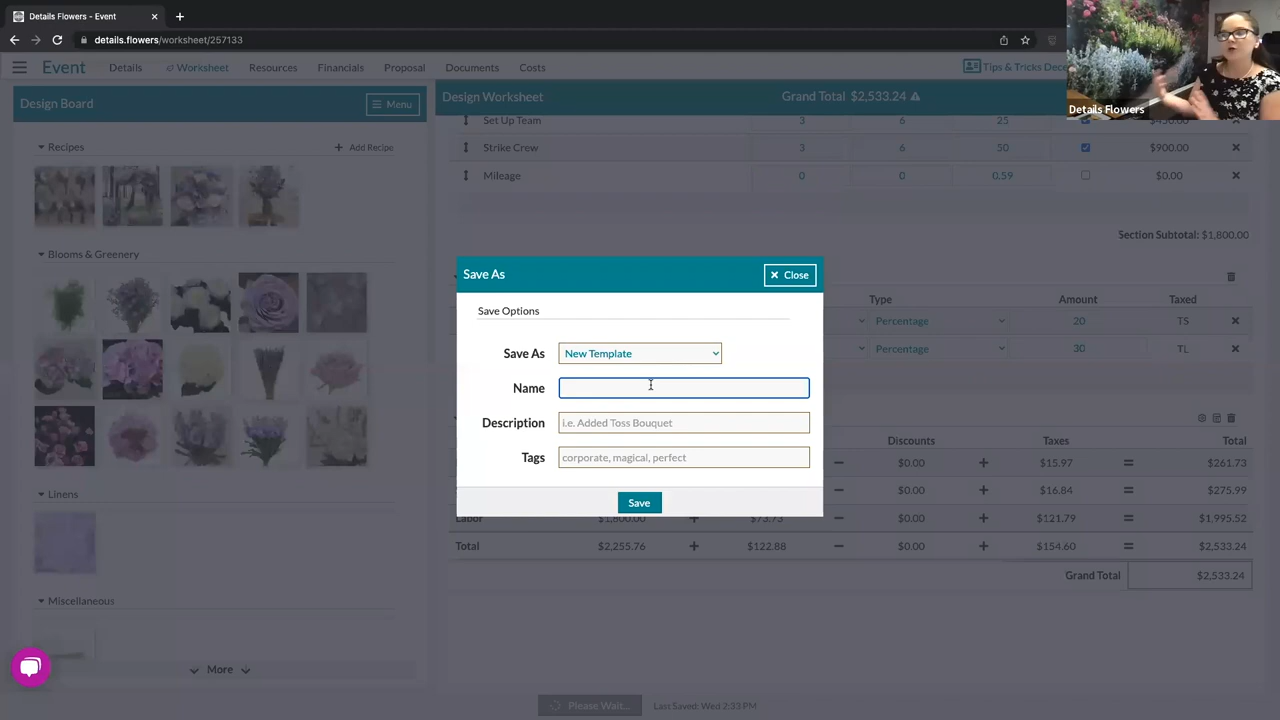 Details Flowers - Event
details.flowers/worksheet/257133
Event
Details
Worksheet
Resources
Financials
Proposal
Documents
Costs
Tips & Tricks Deco
Details Flowers
Design Board
Menu
Design Worksheet
Grand Total $2,533.24
Recipes
Add Recipe
Set Up Team 3 6 25
Strike Crew 3 6 50 $900.00
Mileage 0 0 0.59 $0.00
Section Subtotal: $1,800.00
Blooms & Greenery
Save As
Close
Save Options
Save As New Template
Name
Description i.e. Added Toss Bouquet
Tags corporate, magical, perfect
Save
Type Amount Taxed
Percentage 20 TS
Percentage 30 TL
Discounts Taxes Total
$0.00 + $15.97 = $261.73
$0.00 + $16.84 = $275.99
Labor $1,800.00 + $73.73 − $0.00 + $121.79 = $1,995.52
Total $2,255.76 + $122.88 − $0.00 + $154.60 = $2,533.24
Grand Total $2,533.24
Linens
Miscellaneous
More
Please Wait...
Last Saved: Wed 2:33 PM